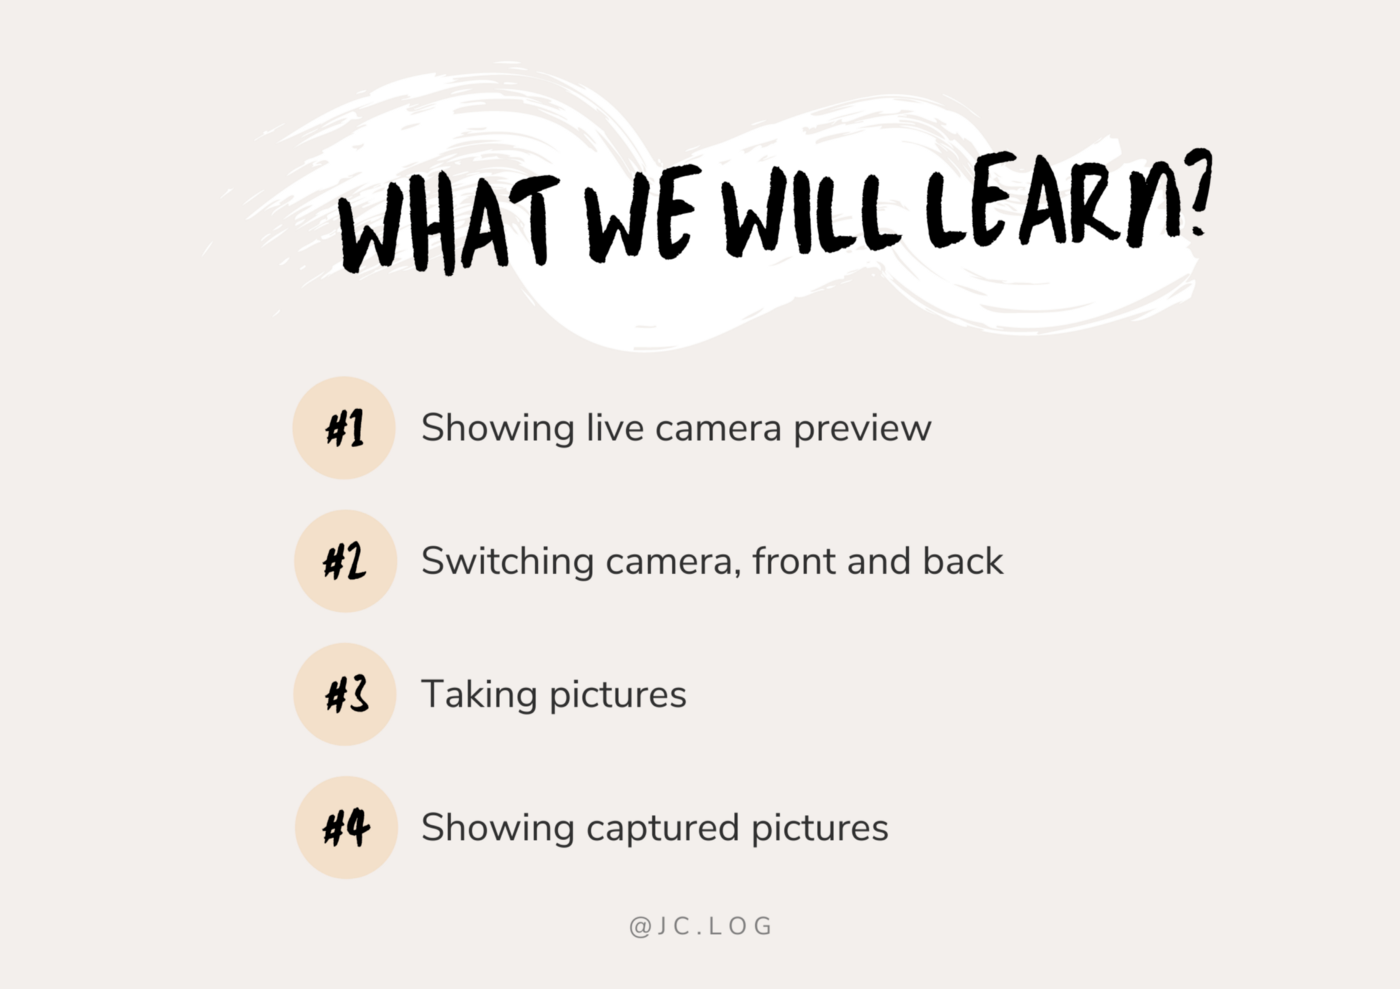 WHAT WE WILL LEARN?
#1 Showing live camera preview
#2 Switching camera, front and back
#3 Taking pictures
#4 Showing captured pictures
@JC.LOG